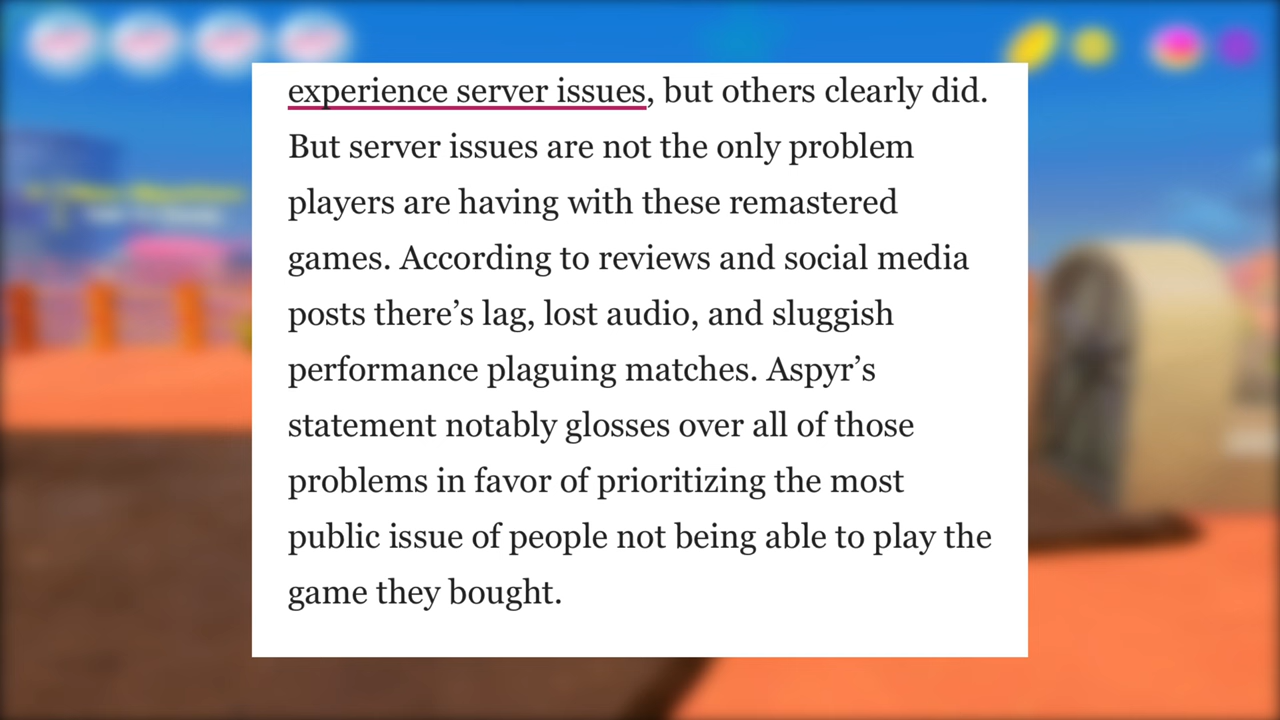 experience server issues, but others clearly did.
But server issues are not the only problem
players are having with these remastered
games. According to reviews and social media
posts there’s lag, lost audio, and sluggish
performance plaguing matches. Aspyr’s
statement notably glosses over all of those
problems in favor of prioritizing the most
public issue of people not being able to play the
game they bought.